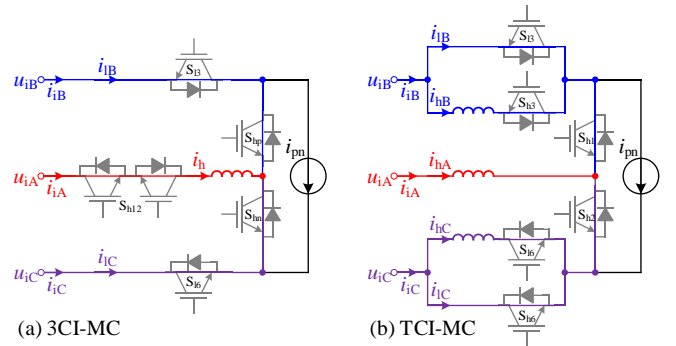 i_lB
S_l3
u_iB
i_iB
S_hp
i_pn
i_h
u_iA
i_iA
S_h12
S_hn
i_lC
u_iC
i_iC
S_l6
(a) 3CI-MC
i_lB
S_l3
u_iB
i_iB
i_hB
S_h3
S_h1
i_pn
i_hA
u_iA
i_iA
S_h2
i_hC
S_l6
u_iC
i_iC
i_lC
S_h6
(b) TCI-MC